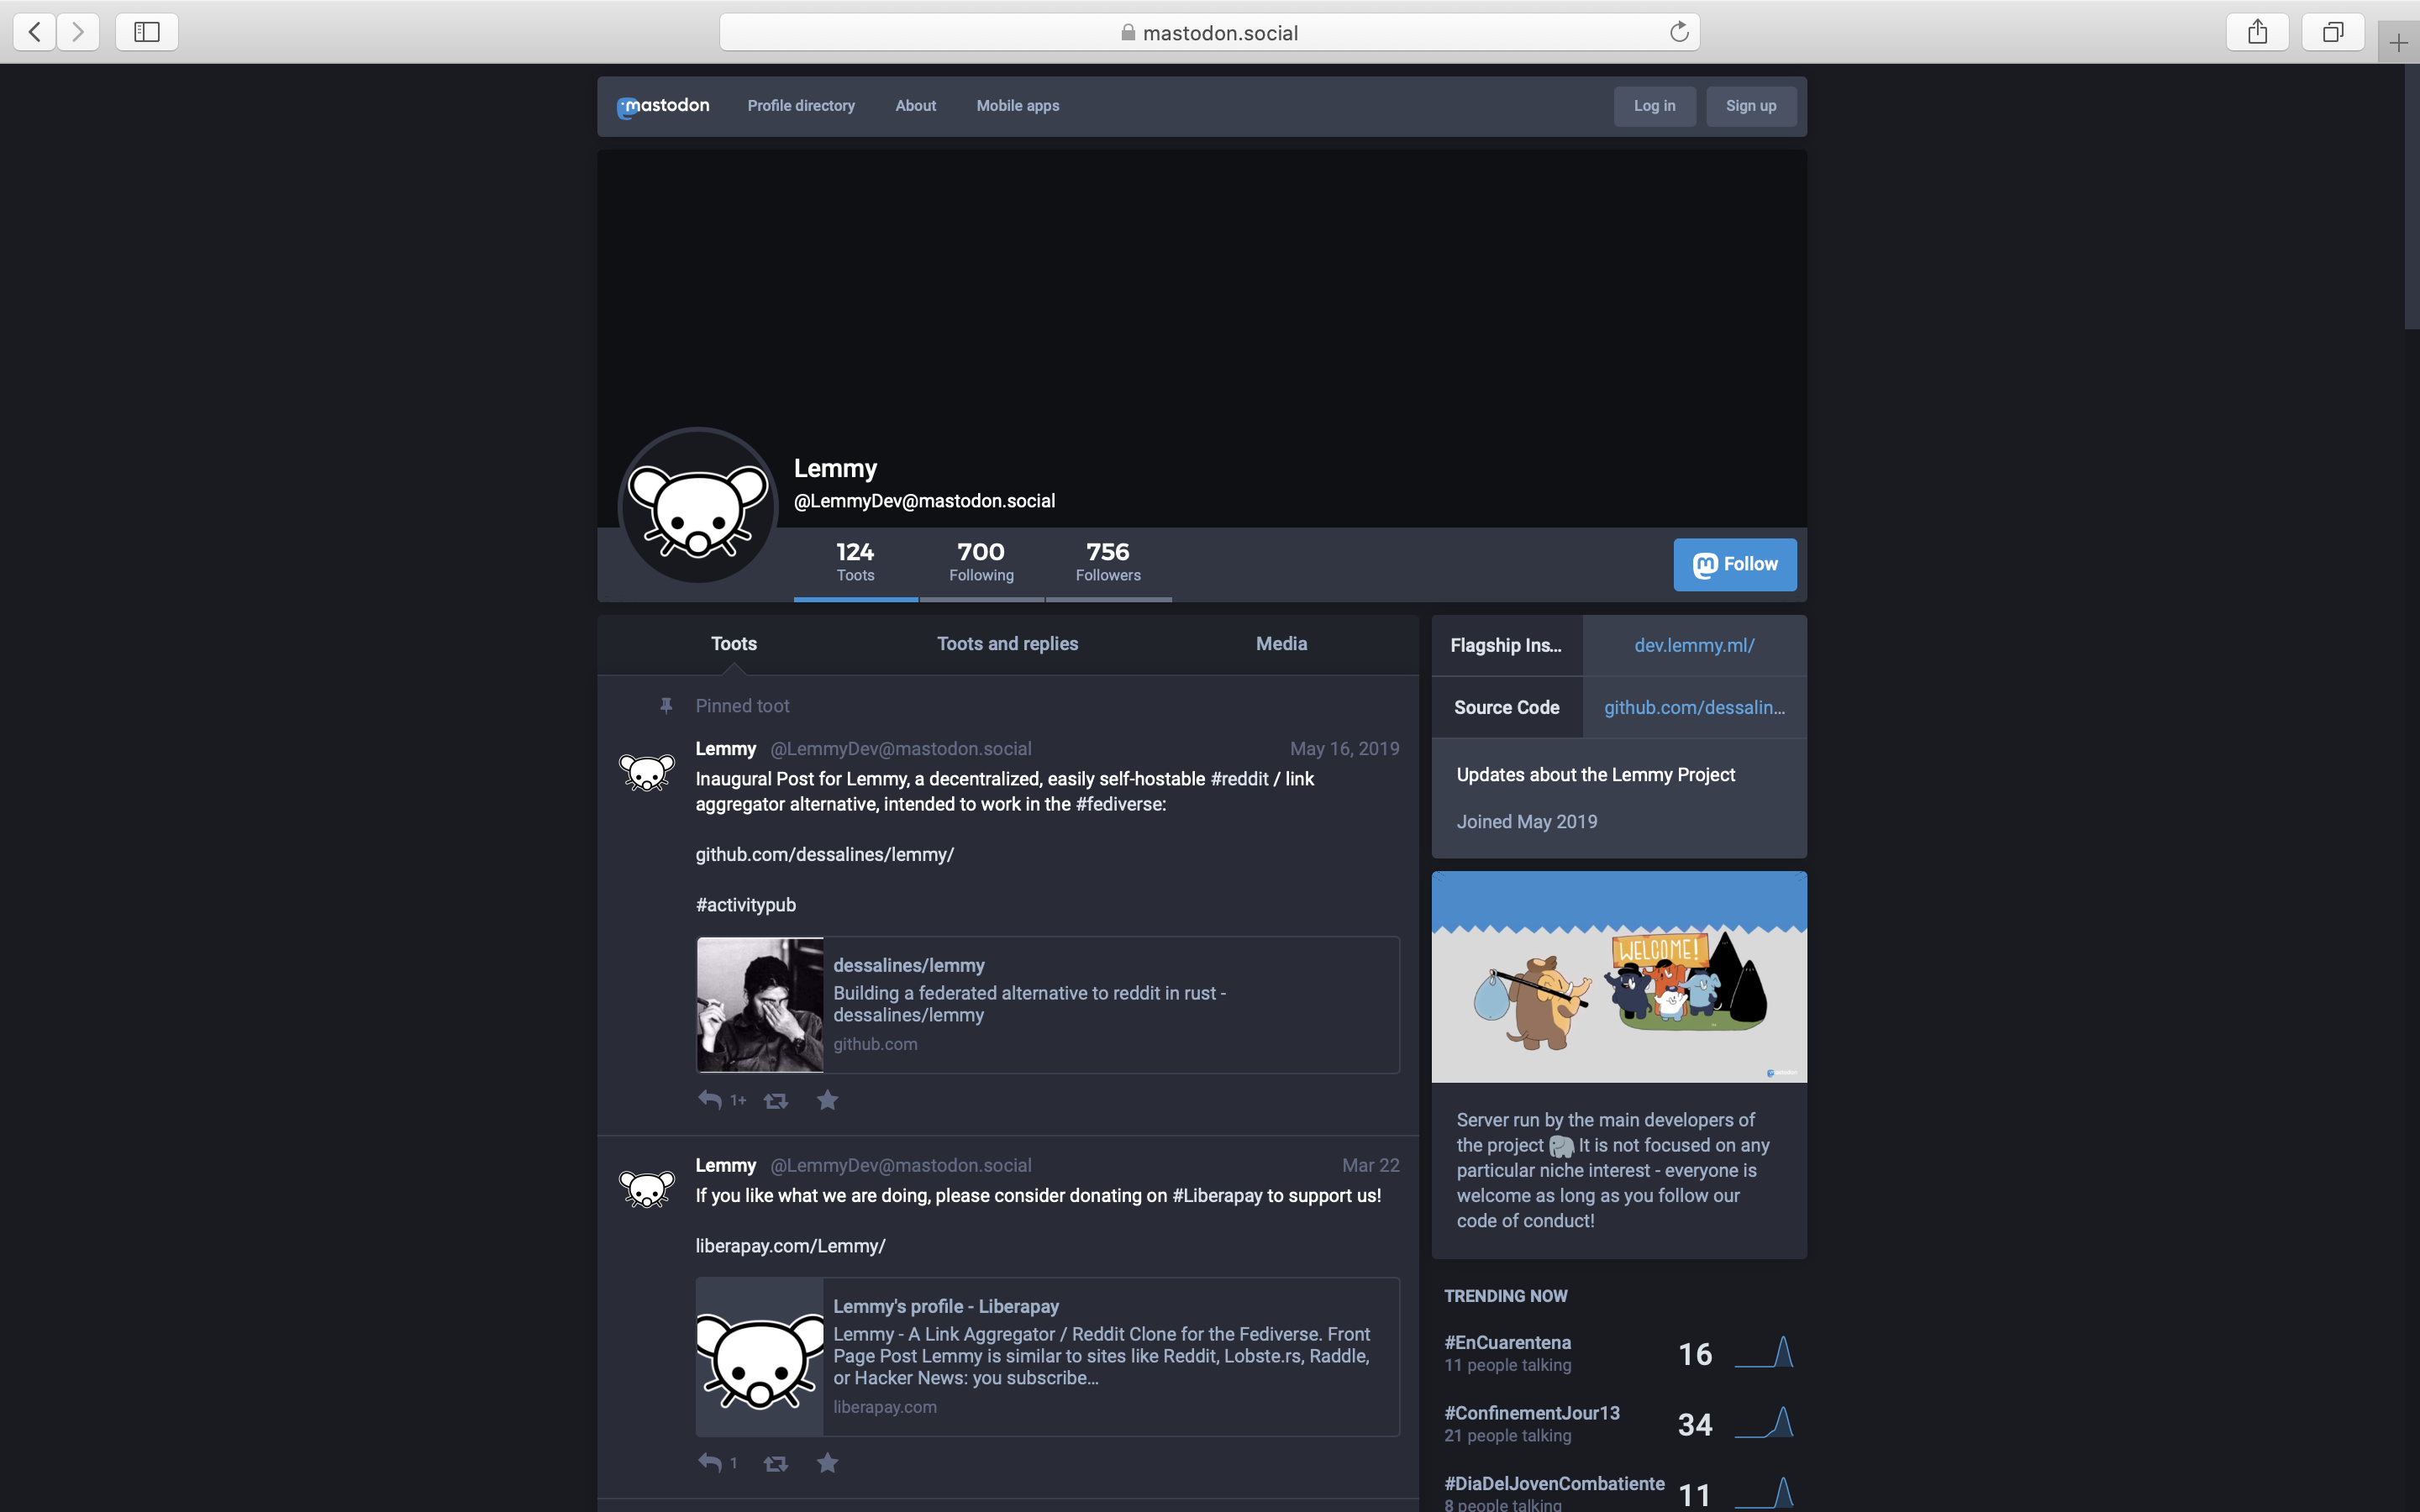 mastodon.social
mastodon
Profile directory
About
Mobile apps
Log in
Sign up
Lemmy
@LemmyDev@mastodon.social
124
Toots
700
Following
756
Followers
Follow
Toots
Toots and replies
Media
Pinned toot
Lemmy @LemmyDev@mastodon.social May 16, 2019
Inaugural Post for Lemmy, a decentralized, easily self-hostable #reddit / link
aggregator alternative, intended to work in the #fediverse:
github.com/dessalines/lemmy/
#activitypub
dessalines/lemmy
Building a federated alternative to reddit in rust -
dessalines/lemmy
github.com
1+
Lemmy @LemmyDev@mastodon.social Mar 22
If you like what we are doing, please consider donating on #Liberapay to support us!
liberapay.com/Lemmy/
Lemmy's profile - Liberapay
Lemmy - A Link Aggregator / Reddit Clone for the Fediverse. Front
Page Post Lemmy is similar to sites like Reddit, Lobste.rs, Raddle,
or Hacker News: you subscribe...
liberapay.com
1
Flagship Ins... dev.lemmy.ml/
Source Code github.com/dessalin...
Updates about the Lemmy Project
Joined May 2019
WELCOME!
mastodon
Server run by the main developers of
the project It is not focused on any
particular niche interest - everyone is
welcome as long as you follow our
code of conduct!
TRENDING NOW
#EnCuarentena
11 people talking
16
#ConfinementJour13
21 people talking
34
#DiaDelJovenCombatiente
8 people talking
11